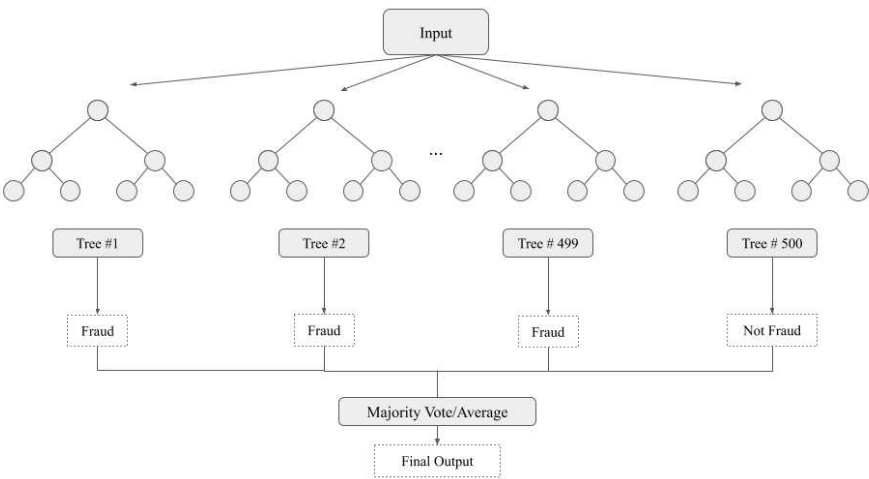 Input
...
Tree #1
Tree #2
Tree # 499
Tree # 500
Fraud
Fraud
Fraud
Not Fraud
Majority Vote/Average
Final Output